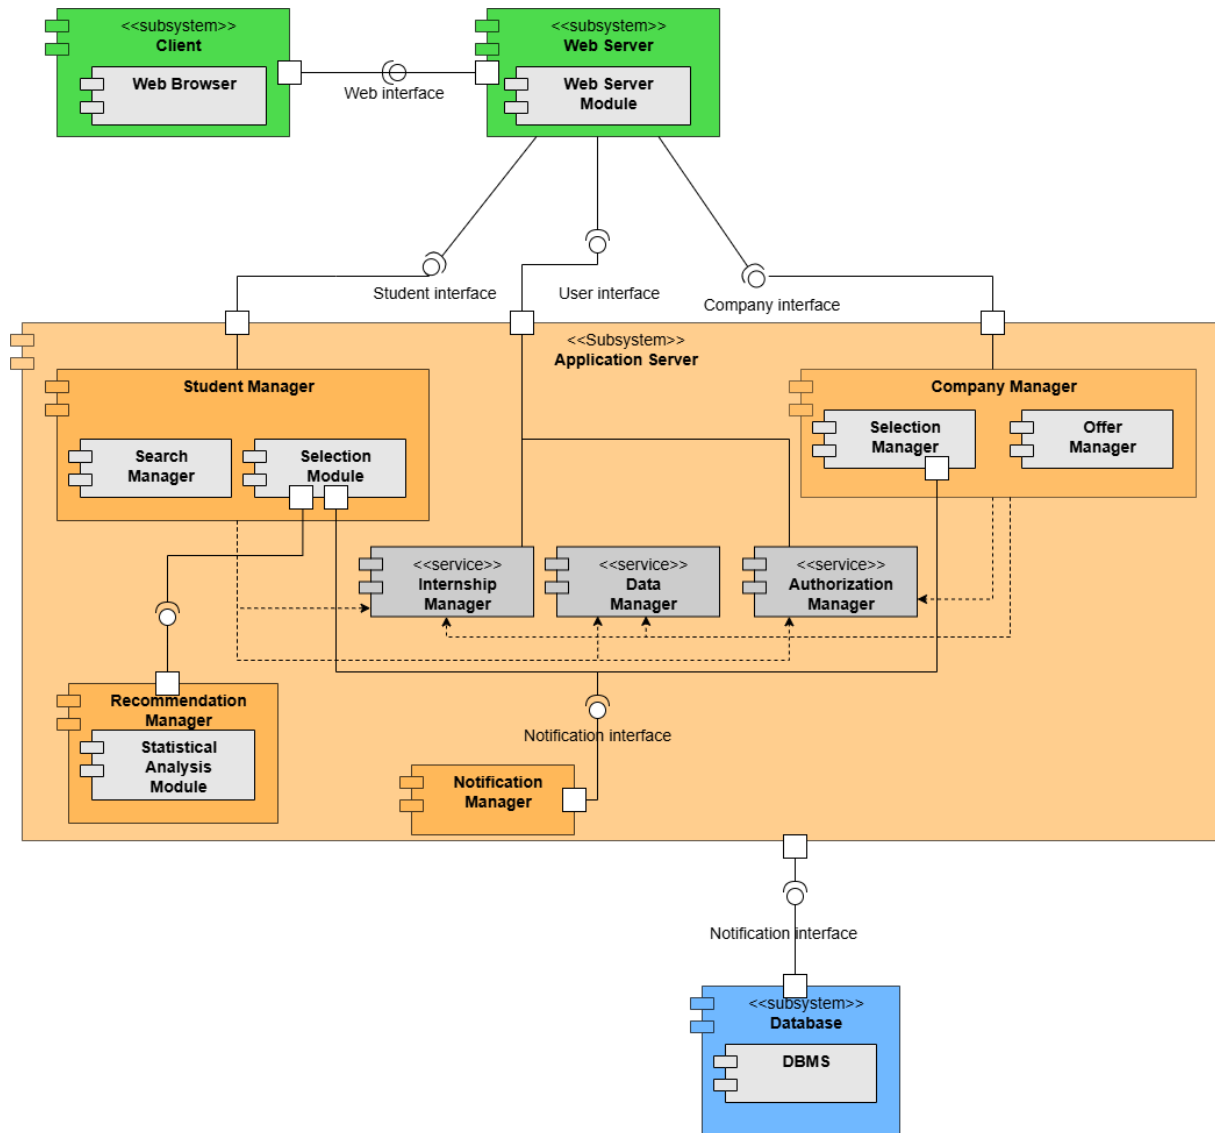 <<subsystem>>
Client
Web Browser
Web interface
<<subsystem>>
Web Server
Web Server
Module
Student interface
User interface
Company interface
<<Subsystem>>
Application Server
Student Manager
Search
Manager
Selection
Module
Company Manager
Selection
Manager
Offer
Manager
<<service>>
Internship
Manager
<<service>>
Data
Manager
<<service>>
Authorization
Manager
Recommendation
Manager
Statistical
Analysis
Module
Notification interface
Notification
Manager
Notification interface
<<subsystem>>
Database
DBMS